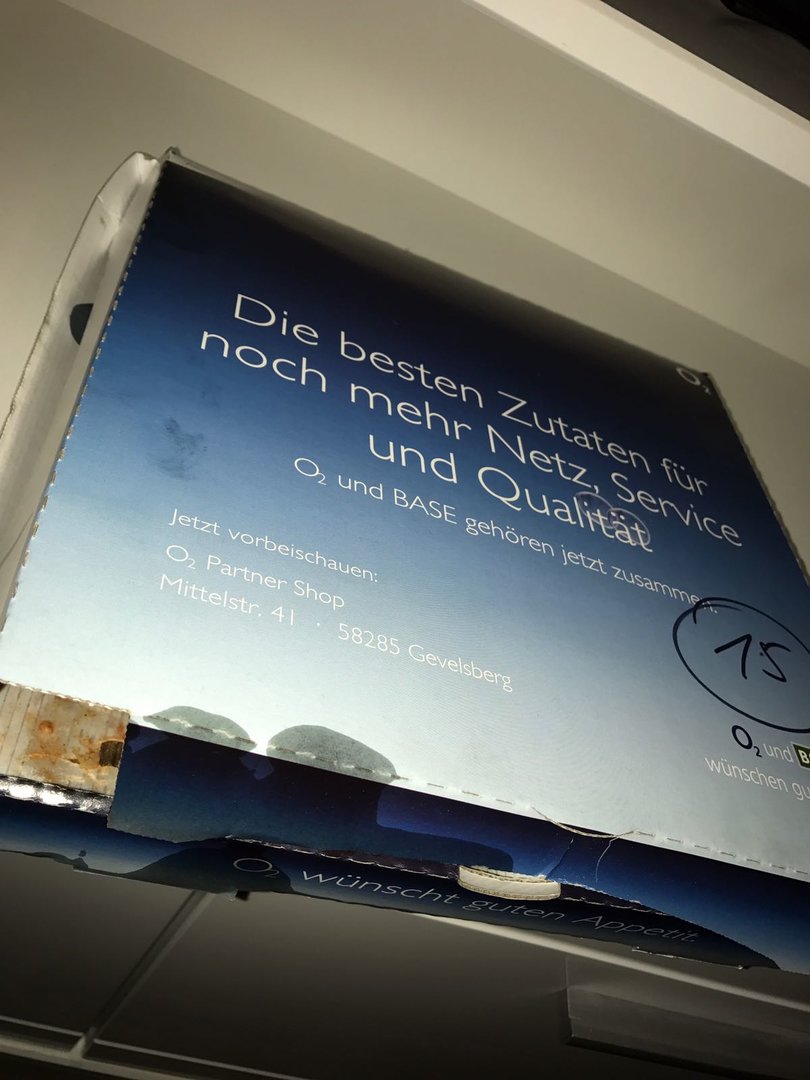 O₂
Die besten Zutaten für
noch mehr Netz, Service
und Qualität
O₂ und BASE gehören jetzt zusammen.
Jetzt vorbeischauen:
O₂ Partner Shop
Mittelstr. 41 · 58285 Gevelsberg
15
O₂ und
wünschen
O₂ wünscht guten Appetit.